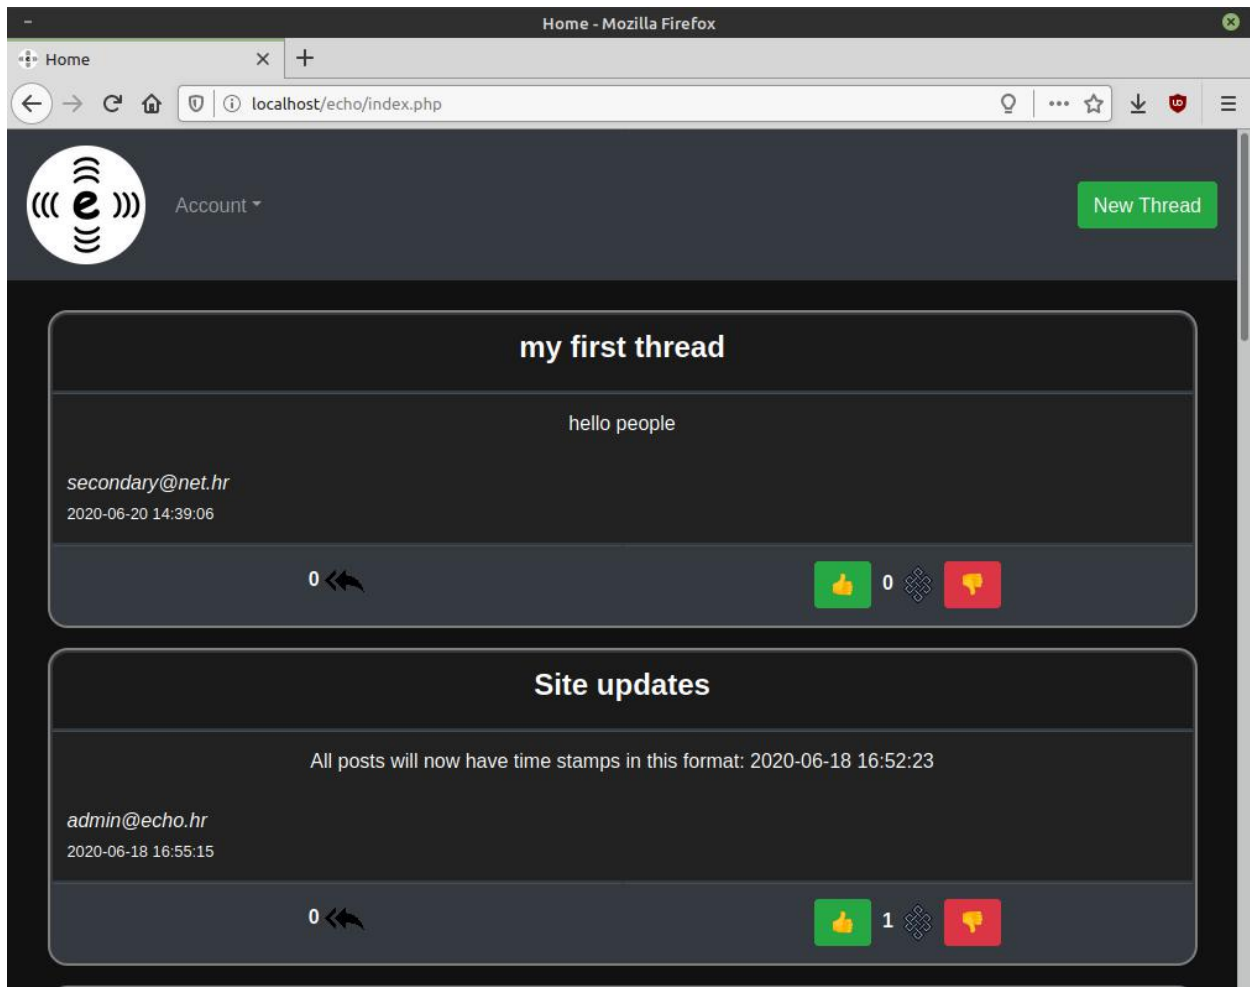 Home - Mozilla Firefox
Home
localhost/echo/index.php
((( e )))
Account
New Thread
my first thread
hello people
secondary@net.hr
2020-06-20 14:39:06
0
0
Site updates
All posts will now have time stamps in this format: 2020-06-18 16:52:23
admin@echo.hr
2020-06-18 16:55:15
0
1